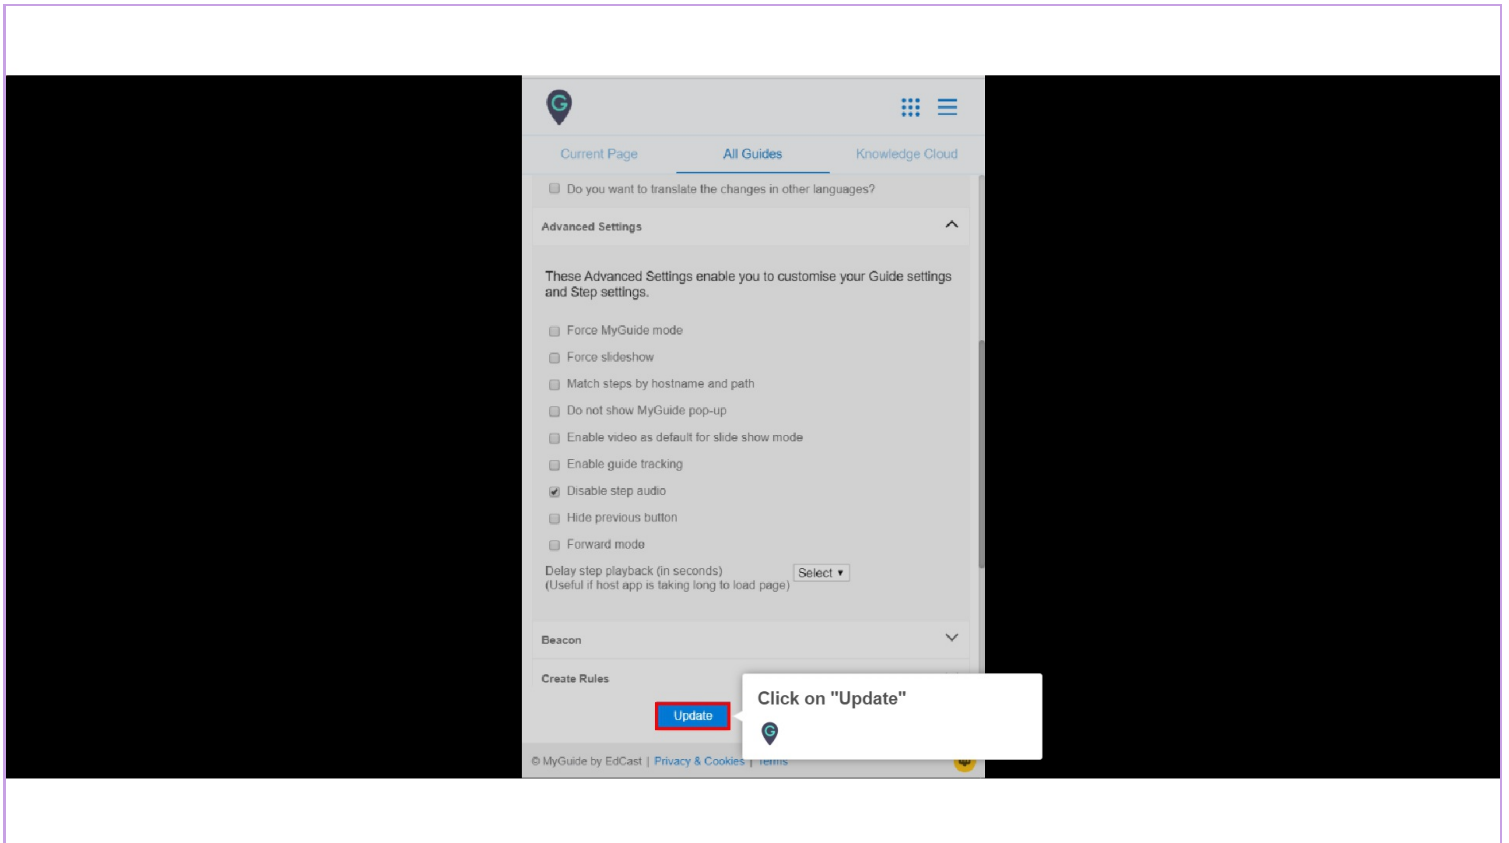 G
Current Page All Guides Knowledge Cloud
Do you want to translate the changes in other languages?
Advanced Settings
These Advanced Settings enable you to customise your Guide settings
and Step settings.
Force MyGuide mode
Force slideshow
Match steps by hostname and path
Do not show MyGuide pop-up
Enable video as default for slide show mode
Enable guide tracking
Disable step audio
Hide previous button
Forward mode
Delay step playback (in seconds) Select
(Useful if host app is taking long to load page)
Beacon
Create Rules
Click on "Update"
Update
G
© MyGuide by EdCast | Privacy & Cookies | Terms